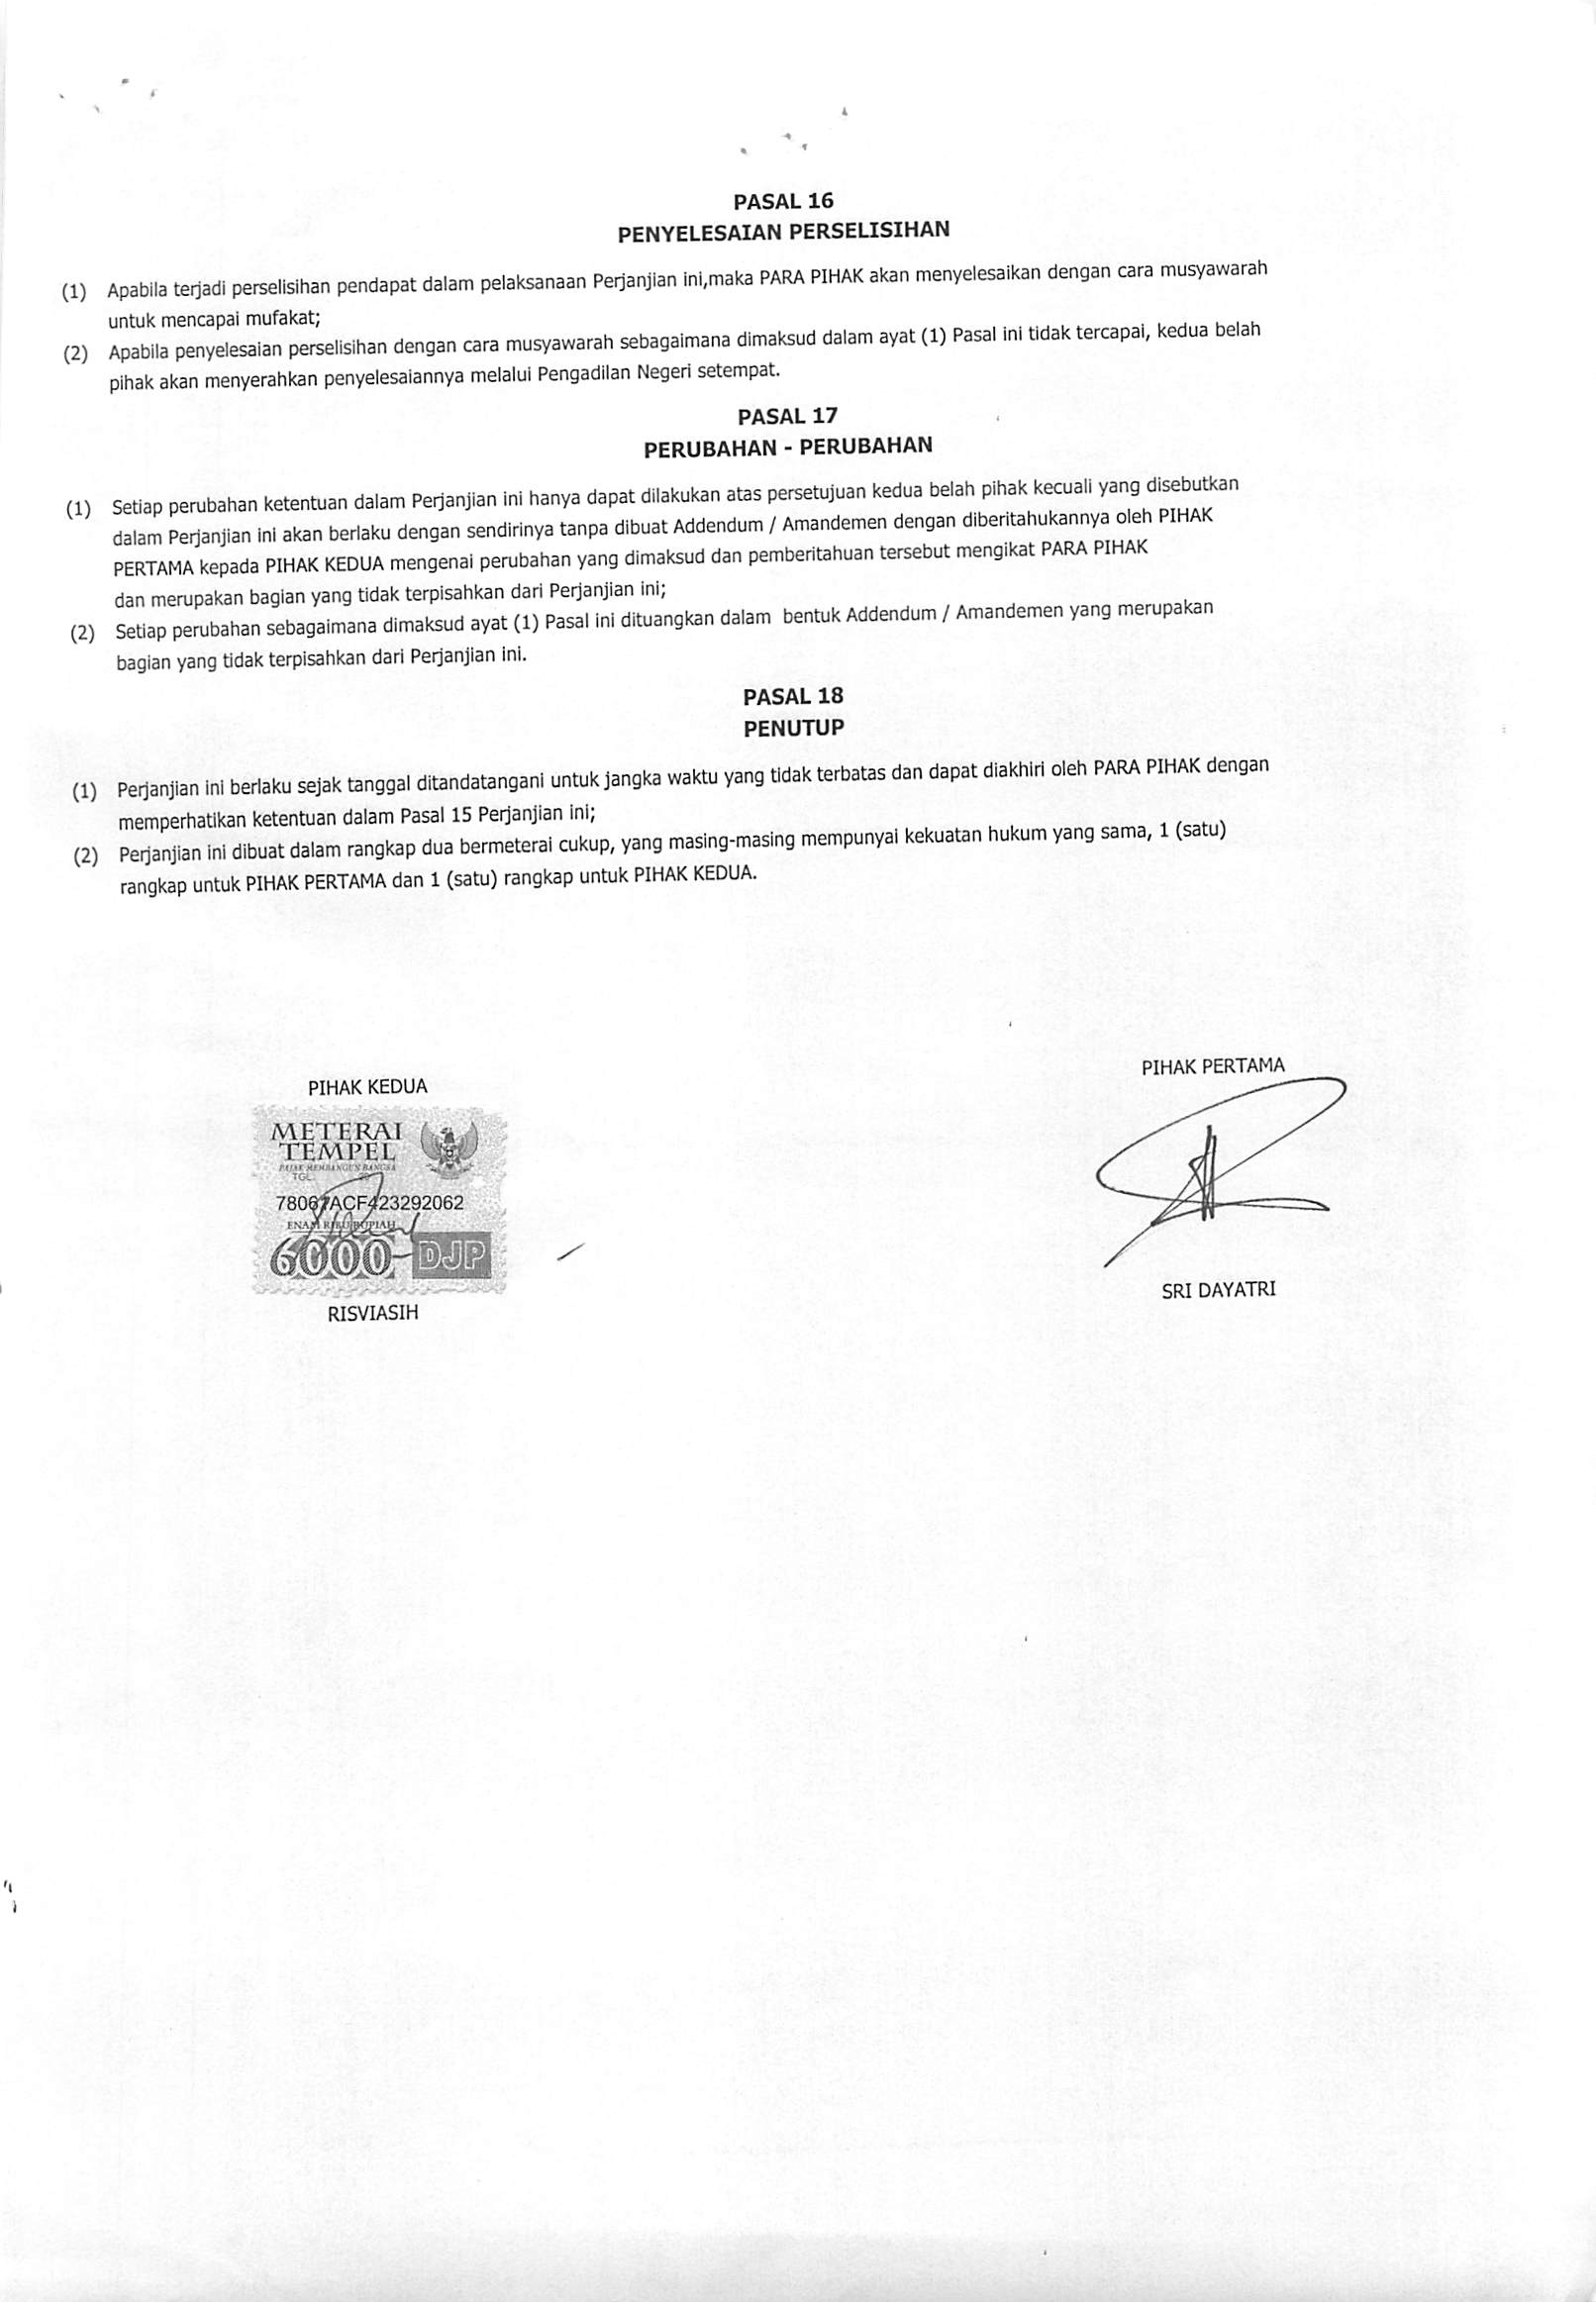 PASAL 16
PENYELESAIAN PERSELISIHAN
(1) Apabila terjadi perselisihan pendapat dalam pelaksanaan Perjanjian ini,maka PARA PIHAK akan menyelesaikan dengan cara musyawarah
untuk mencapai mufakat;
(2) Apabila penyelesaian perselisihan dengan cara musyawarah sebagaimana dimaksud dalam ayat (1) Pasal ini tidak tercapai, kedua belah
pihak akan menyerahkan penyelesaiannya melalui Pengadilan Negeri setempat.
PASAL 17
PERUBAHAN - PERUBAHAN
(1) Setiap perubahan ketentuan dalam Perjanjian ini hanya dapat dilakukan atas persetujuan kedua belah pihak kecuali yang disebutkan
dalam Perjanjian ini akan berlaku dengan sendirinya tanpa dibuat Addendum / Amandemen dengan diberitahukannya oleh PIHAK
PERTAMA kepada PIHAK KEDUA mengenai perubahan yang dimaksud dan pemberitahuan tersebut mengikat PARA PIHAK
dan merupakan bagian yang tidak terpisahkan dari Perjanjian ini;
(2) Setiap perubahan sebagaimana dimaksud ayat (1) Pasal ini dituangkan dalam bentuk Addendum / Amandemen yang merupakan
bagian yang tidak terpisahkan dari Perjanjian ini.
PASAL 18
PENUTUP
(1) Perjanjian ini berlaku sejak tanggal ditandatangani untuk jangka waktu yang tidak terbatas dan dapat diakhiri oleh PARA PIHAK dengan
memperhatikan ketentuan dalam Pasal 15 Perjanjian ini;
(2) Perjanjian ini dibuat dalam rangkap dua bermeterai cukup, yang masing-masing mempunyai kekuatan hukum yang sama, 1 (satu)
rangkap untuk PIHAK PERTAMA dan 1 (satu) rangkap untuk PIHAK KEDUA.
PIHAK KEDUA
METERAI
TEMPEL
PAJAK MEMBANGUN BANGSA
TGL.
78067ACF423292062
ENAM RIBU RUPIAH
6000 DJP
RISVIASIH
PIHAK PERTAMA
SRI DAYATRI